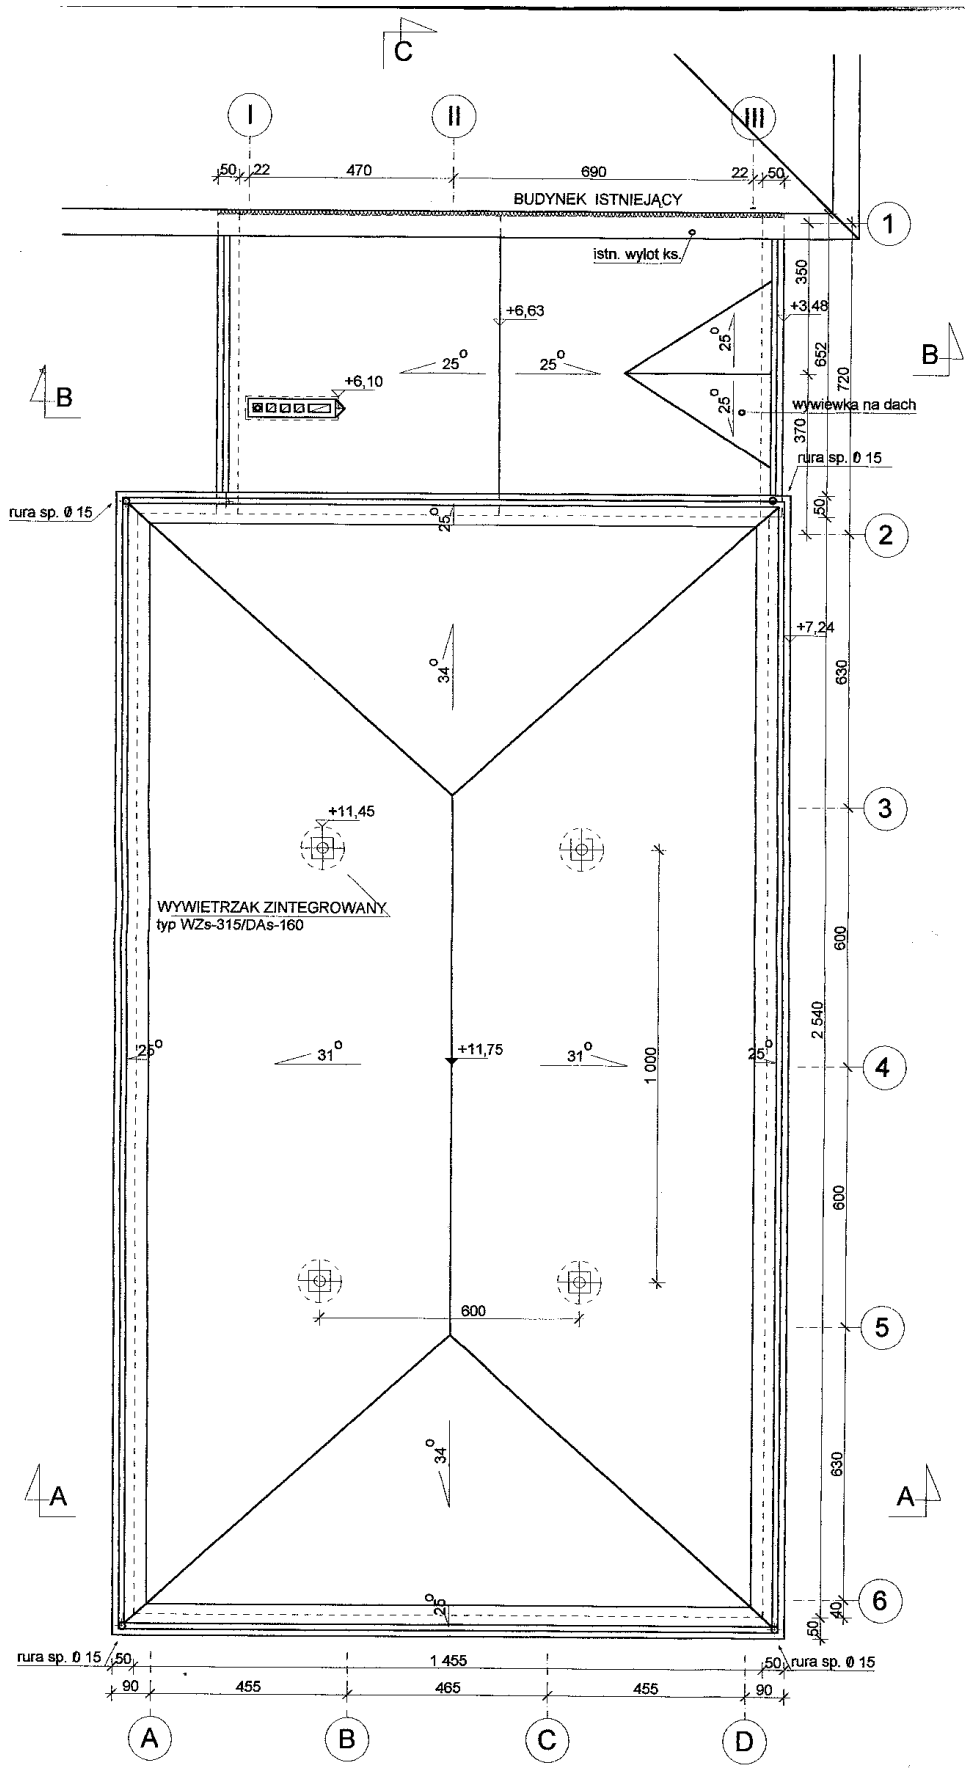 C
I
II
III
50
22
470
690
22
50
BUDYNEK ISTNIEJĄCY
1
istn. wylot ks.
350
+6,63
+3,48
25°
652
B
25°
25°
B
720
+6,10
25°
wywiewka na dach
370
rura sp. Ø 15
rura sp. Ø 15
50
25°
2
+7,24
34°
630
3
+11,45
WYWIETRZAK ZINTEGROWANY
typ WZs-315/DAs-160
600
2 540
25°
31°
+11,75
31°
25°
1 000
4
600
600
5
34°
630
A
A
25°
6
40
50
rura sp. Ø 15
50
1 455
50
rura sp. Ø 15
90
455
465
455
90
A
B
C
D